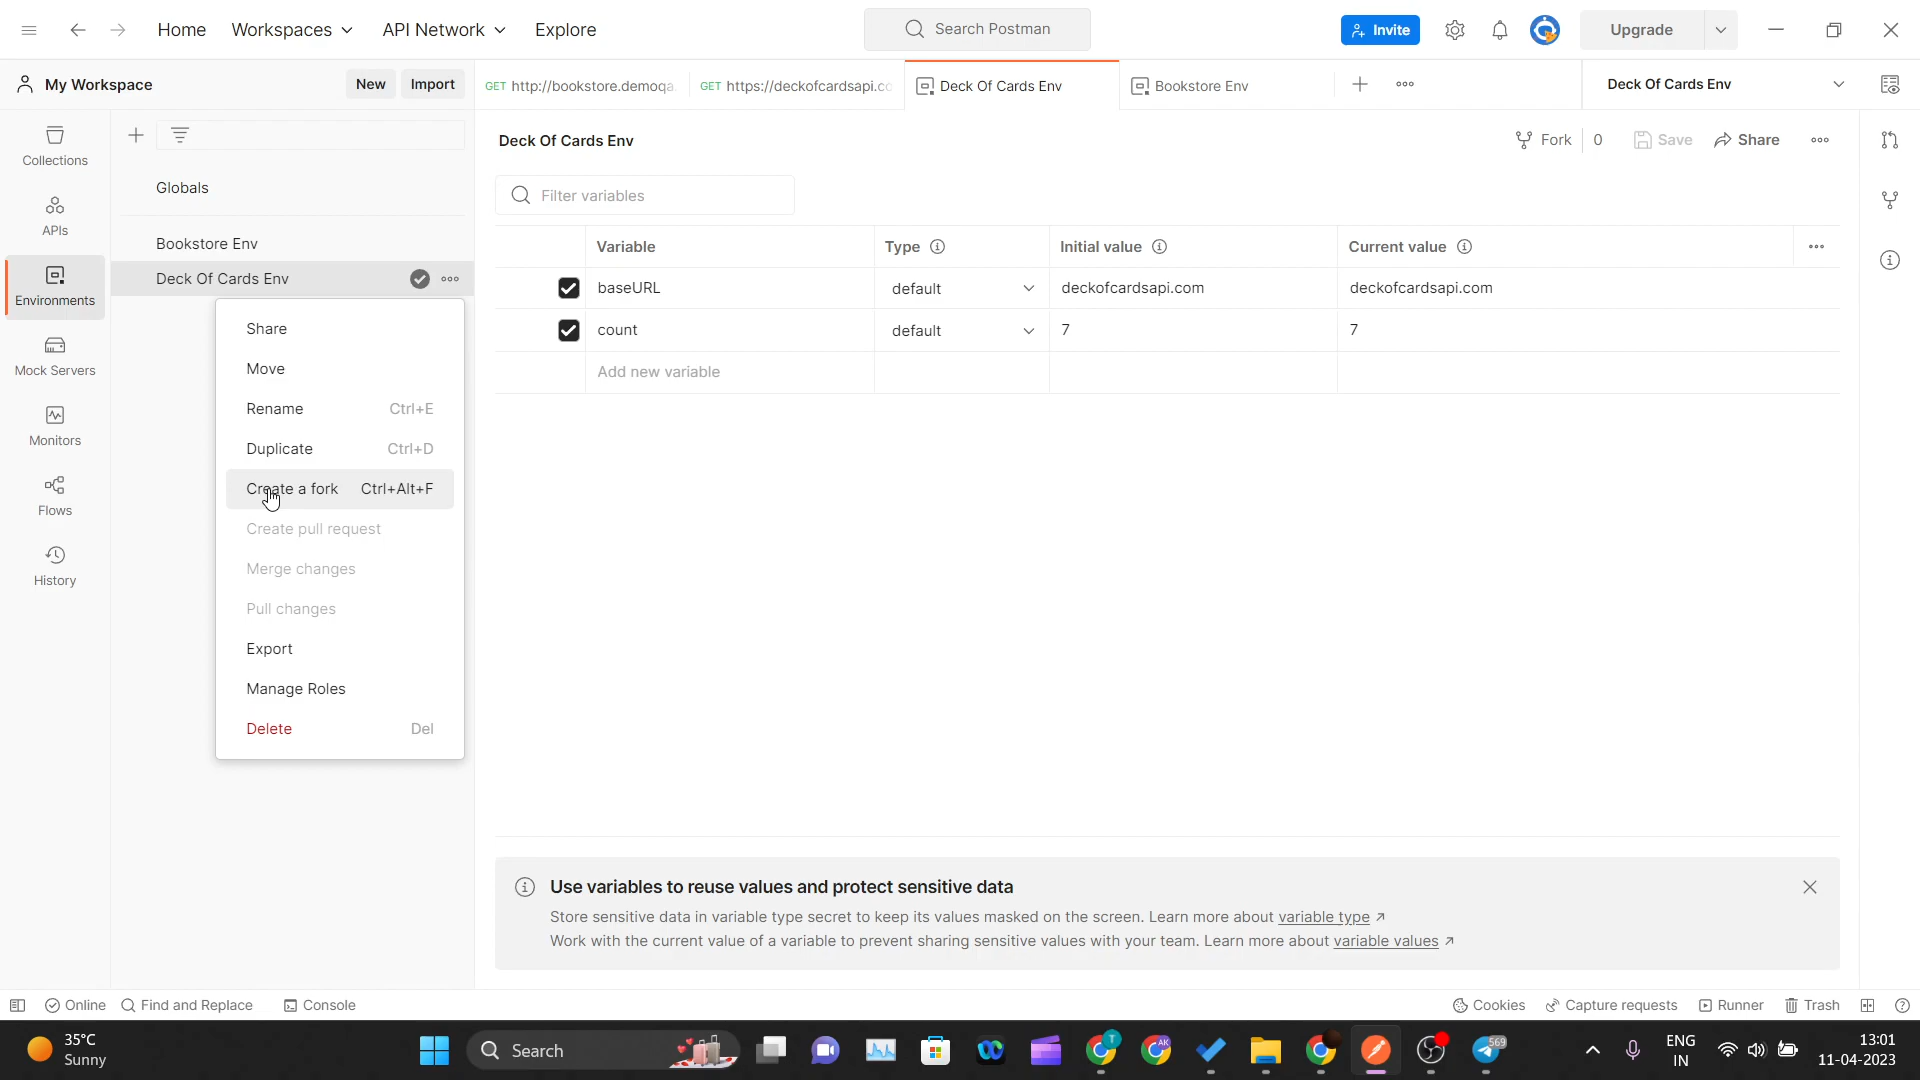 Home Workspaces API Network Explore Search Postman Invite Upgrade
My Workspace New Import GET http://bookstore.demoqa. GET https://deckofcardsapi.cc Deck Of Cards Env Bookstore Env Deck Of Cards Env
Collections
APIs
Environments
Mock Servers
Monitors
Flows
History
Globals
Bookstore Env
Deck Of Cards Env
Share
Move
Rename Ctrl+E
Duplicate Ctrl+D
Create a fork Ctrl+Alt+F
Create pull request
Merge changes
Pull changes
Export
Manage Roles
Delete Del
Deck Of Cards Env Fork 0 Save Share
Filter variables
Variable Type Initial value Current value
baseURL default deckofcardsapi.com deckofcardsapi.com
count default 7 7
Add new variable
Use variables to reuse values and protect sensitive data
Store sensitive data in variable type secret to keep its values masked on the screen. Learn more about variable type
Work with the current value of a variable to prevent sharing sensitive values with your team. Learn more about variable values
Online Find and Replace Console Cookies Capture requests Runner Trash
35°C
Sunny
Search
T
AK
569
ENG
IN
13:01
11-04-2023